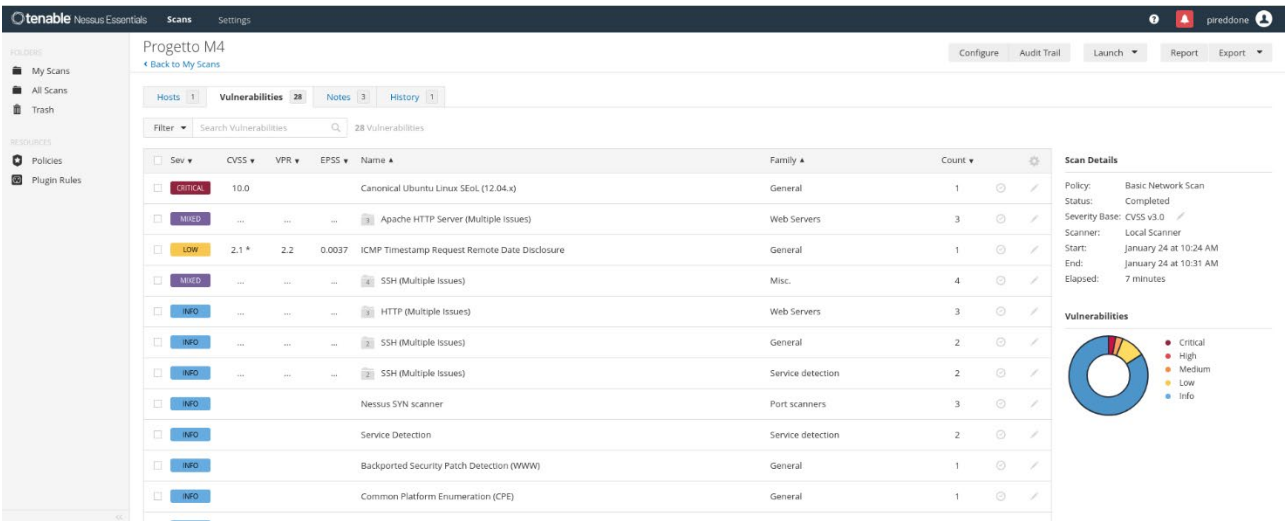 tenable Nessus Essentials Scans Settings pireddone
FOLDERS
My Scans
All Scans
Trash
RESOURCES
Policies
Plugin Rules
Progetto M4
Back to My Scans
Configure Audit Trail Launch Report Export
Hosts 1 Vulnerabilities 28 Notes 3 History 1
Filter Search Vulnerabilities 28 Vulnerabilities
Sev CVSS VPR EPSS Name Family Count
CRITICAL 10.0 Canonical Ubuntu Linux SEoL (12.04.x) General 1
MIXED ... ... ... 3 Apache HTTP Server (Multiple Issues) Web Servers 3
LOW 2.1 * 2.2 0.0037 ICMP Timestamp Request Remote Date Disclosure General 1
MIXED ... ... ... 4 SSH (Multiple Issues) Misc. 4
INFO ... ... ... 3 HTTP (Multiple Issues) Web Servers 3
INFO ... ... ... 2 SSH (Multiple Issues) General 2
INFO ... ... ... 2 SSH (Multiple Issues) Service detection 2
INFO Nessus SYN scanner Port scanners 3
INFO Service Detection Service detection 2
INFO Backported Security Patch Detection (WWW) General 1
INFO Common Platform Enumeration (CPE) General 1
Scan Details
Policy: Basic Network Scan
Status: Completed
Severity Base: CVSS v3.0
Scanner: Local Scanner
Start: January 24 at 10:24 AM
End: January 24 at 10:31 AM
Elapsed: 7 minutes
Vulnerabilities
Critical
High
Medium
Low
Info